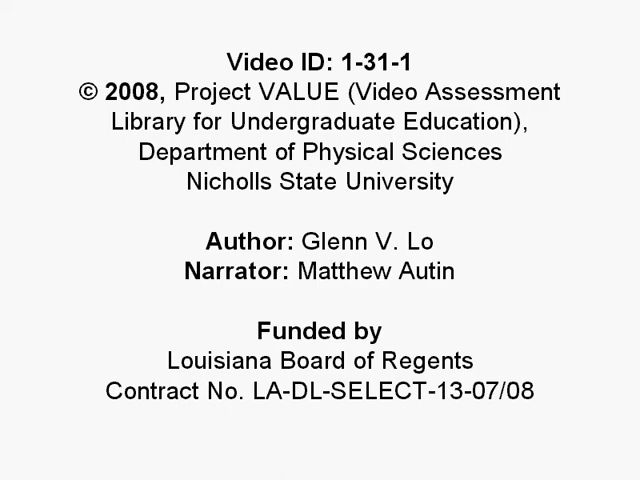 Video ID: 1-31-1
© 2008, Project VALUE (Video Assessment
Library for Undergraduate Education),
Department of Physical Sciences
Nicholls State University
Author: Glenn V. Lo
Narrator: Matthew Autin
Funded by
Louisiana Board of Regents
Contract No. LA-DL-SELECT-13-07/08